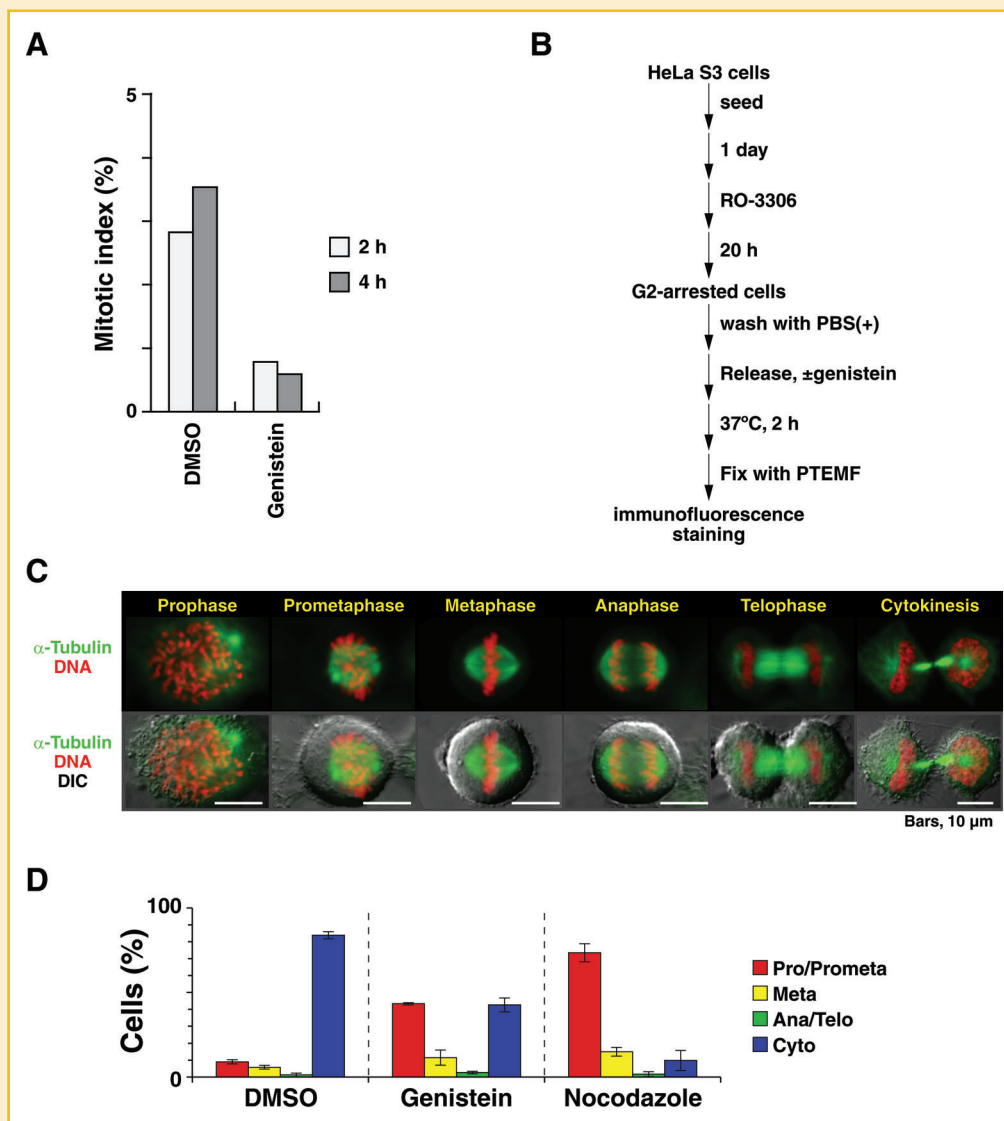 A
5
0
Mitotic index (%)
DMSO
Genistein
2 h
4 h
B
HeLa S3 cells
seed
1 day
RO-3306
20 h
G2-arrested cells
wash with PBS(+)
Release, ±genistein
37ºC, 2 h
Fix with PTEMF
immunofluorescence
staining
C
Prophase Prometaphase Metaphase Anaphase Telophase Cytokinesis
α-Tubulin
DNA
α-Tubulin
DNA
DIC
Bars, 10 µm
D
100
0
Cells (%)
DMSO Genistein Nocodazole
Pro/Prometa
Meta
Ana/Telo
Cyto